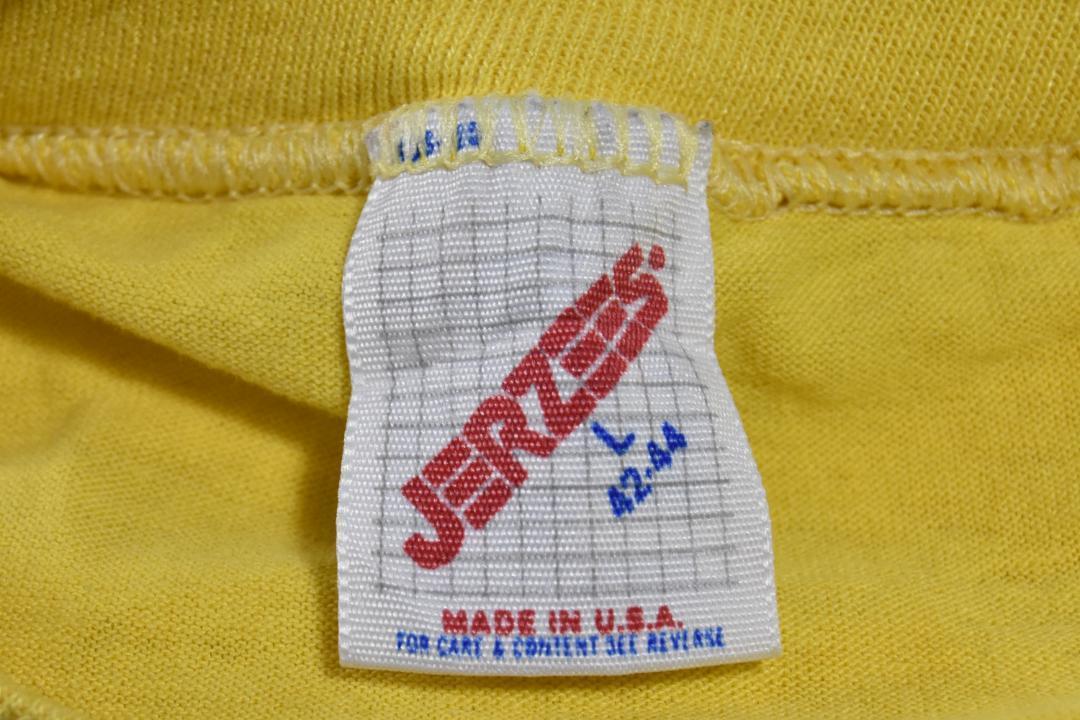 JERZEES.
L
42-44
MADE IN U.S.A.
FOR CARE & CONTENT SEE REVERSE